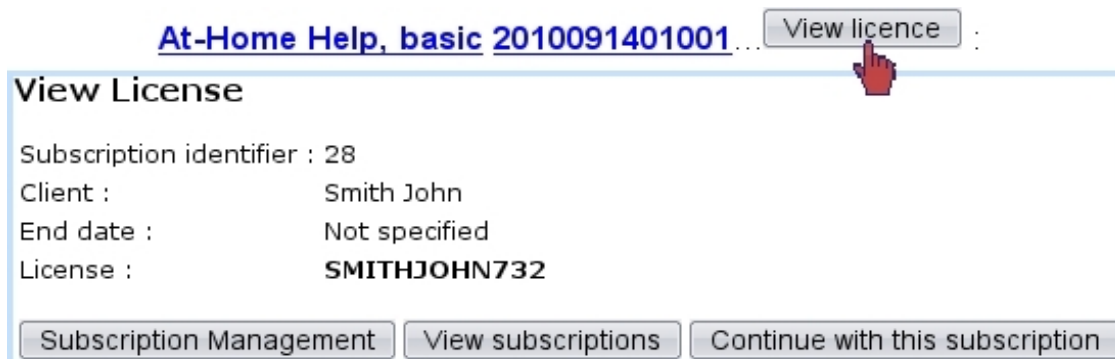 At-Home Help, basic 2010091401001... View licence :
View License
Subscription identifier : 28
Client : Smith John
End date : Not specified
License : SMITHJOHN732
Subscription Management View subscriptions Continue with this subscription